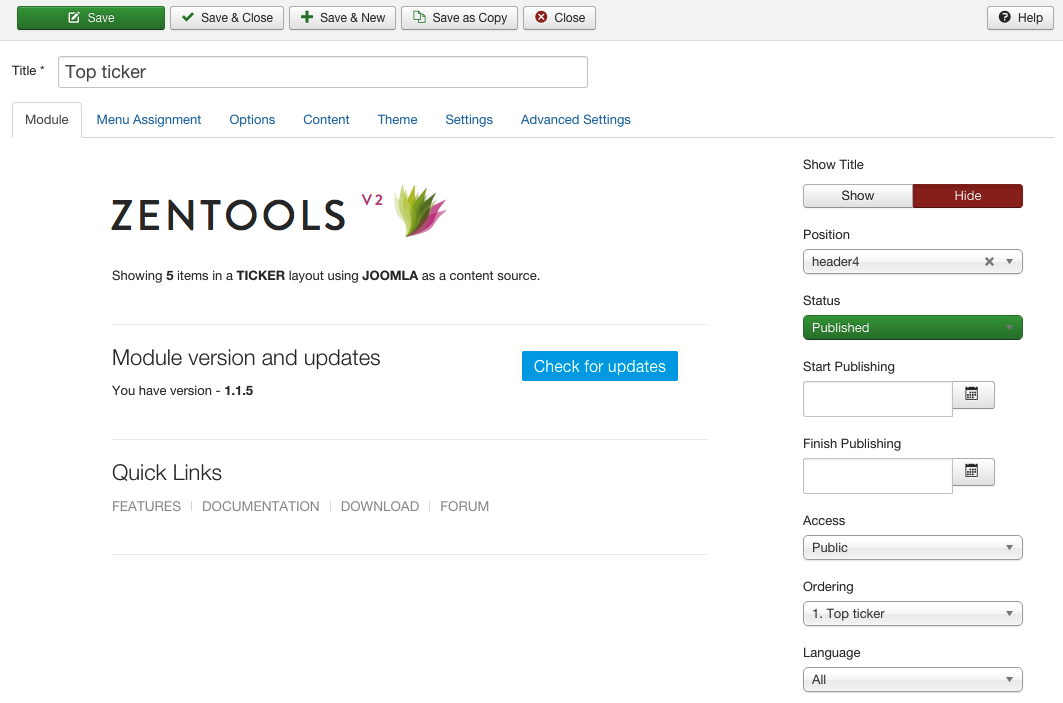 Save
Save & Close
Save & New
Save as Copy
Close
Help
Title *
Top ticker
Module
Menu Assignment
Options
Content
Theme
Settings
Advanced Settings
ZENTOOLS V2
Showing 5 items in a TICKER layout using JOOMLA as a content source.
Module version and updates
Check for updates
You have version - 1.1.5
Quick Links
FEATURES
DOCUMENTATION
DOWNLOAD
FORUM
Show Title
Show
Hide
Position
header4
Status
Published
Start Publishing
Finish Publishing
Access
Public
Ordering
1. Top ticker
Language
All